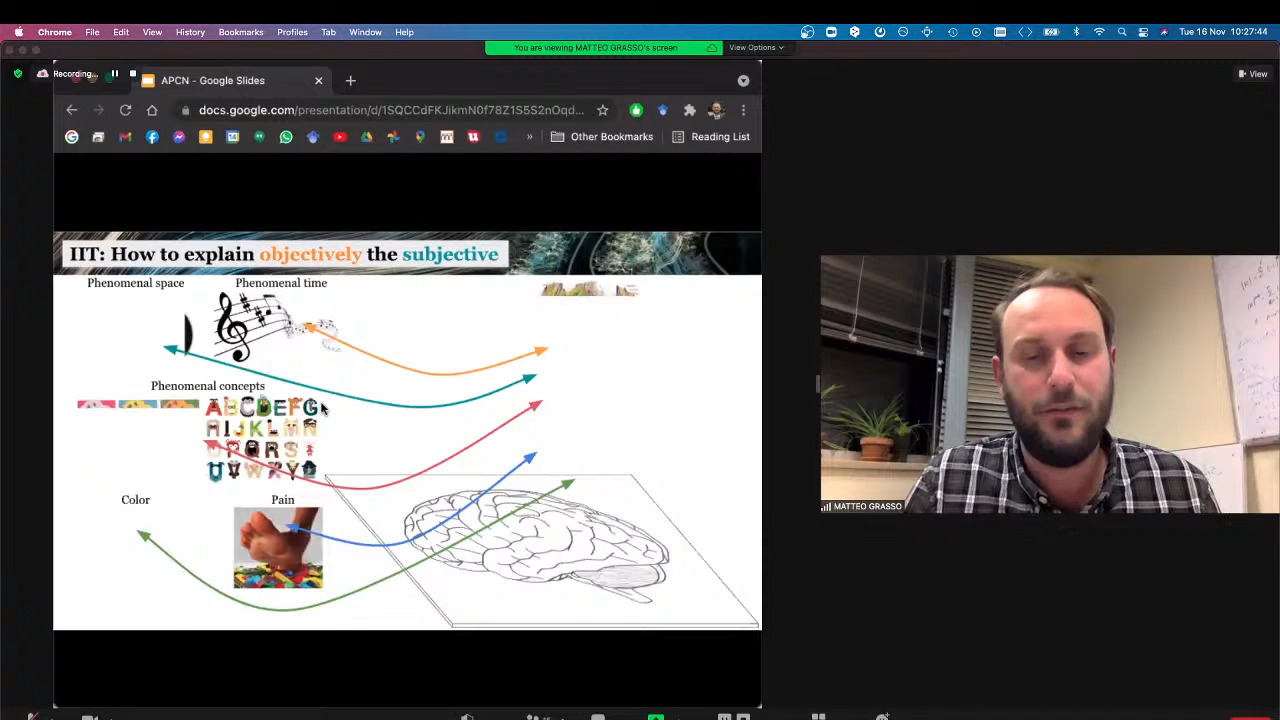 Chrome File Edit View History Bookmarks Profiles Tab Window Help Tue 16 Nov 10:27:44
You are viewing MATTEO GRASSO's screen View Options
Recording... APCN - Google Slides View
docs.google.com/presentation/d/1SQCCdFKJikmN0f78Z1S5S2nOqd...
» Other Bookmarks Reading List
IIT: How to explain objectively the subjective
Phenomenal space Phenomenal time
Phenomenal concepts
A B C D E F G
I J K L M N
Q R S
U V W X Y Z
Color Pain
MATTEO GRASSO